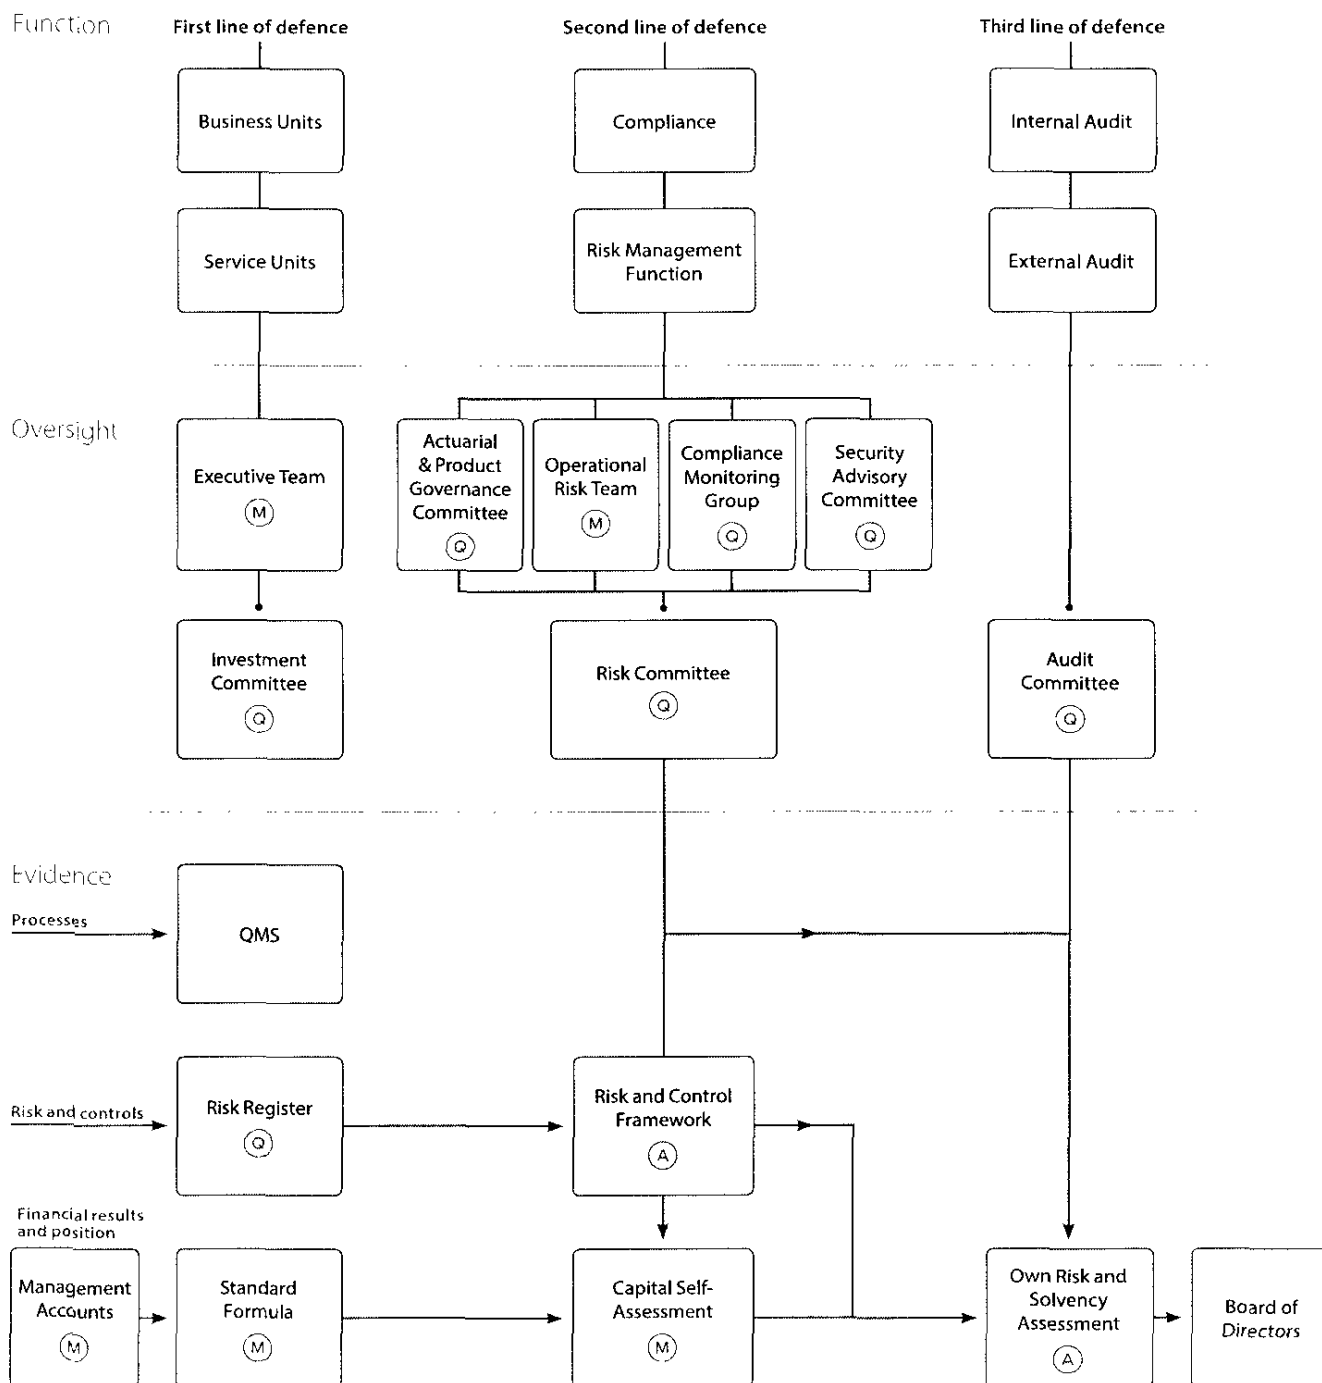 Function
First line of defence
Second line of defence
Third line of defence
Business Units
Compliance
Internal Audit
Service Units
Risk Management
Function
External Audit
Oversight
Executive Team
M
Actuarial
& Product
Governance
Committee
Q
Operational
Risk Team
M
Compliance
Monitoring
Group
Q
Security
Advisory
Committee
Q
Investment
Committee
Q
Risk Committee
Q
Audit
Committee
Q
Evidence
Processes
QMS
Risk and controls
Risk Register
Q
Risk and Control
Framework
A
Financial results
and position
Management
Accounts
M
Standard
Formula
M
Capital Self-
Assessment
M
Own Risk and
Solvency
Assessment
A
Board of
Directors